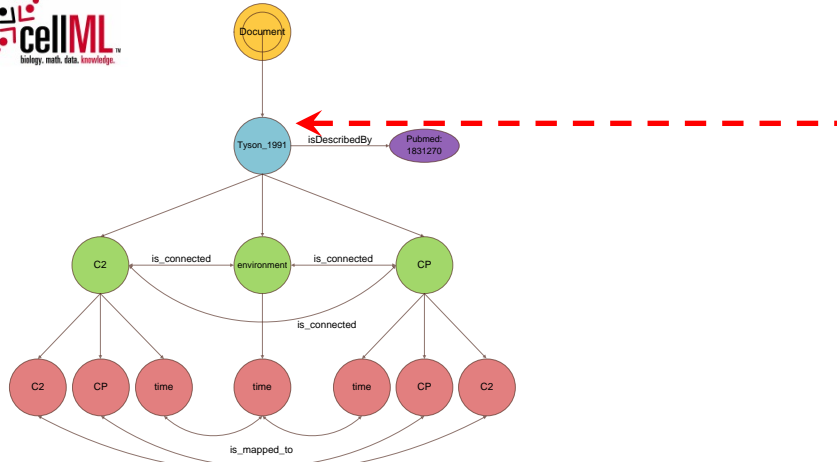 cellML™
biology. math. data. knowledge.
Document
Tyson_1991
isDescribedBy
Pubmed:
1831270
C2
is_connected
environment
is_connected
CP
is_connected
C2
CP
time
time
time
CP
C2
is_mapped_to